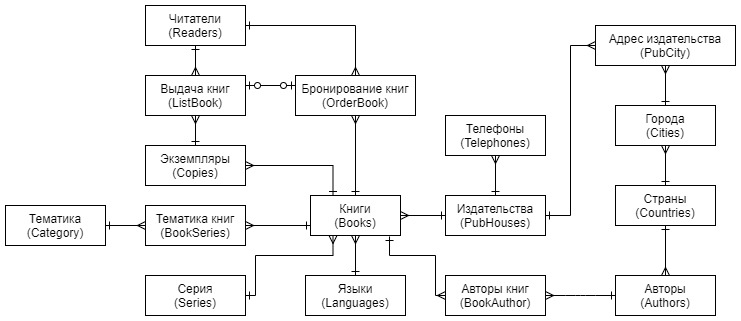 Читатели
(Readers)
Адрес издательства
(PubCity)
Выдача книг
(ListBook)
Бронирование книг
(OrderBook)
Телефоны
(Telephones)
Города
(Cities)
Экземпляры
(Copies)
Тематика
(Category)
Тематика книг
(BookSeries)
Книги
(Books)
Издательства
(PubHouses)
Страны
(Countries)
Серия
(Series)
Языки
(Languages)
Авторы книг
(BookAuthor)
Авторы
(Authors)